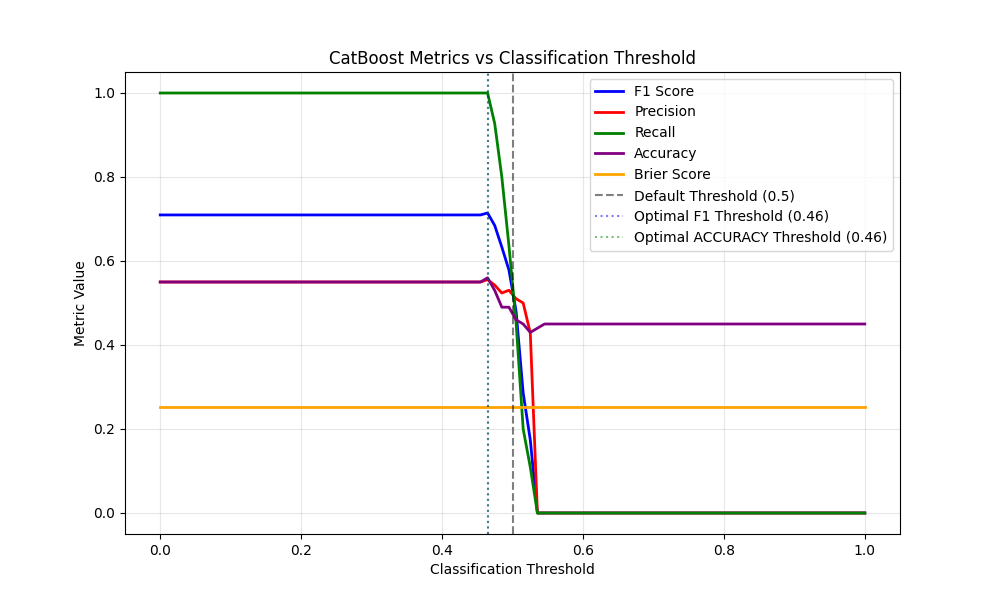 CatBoost Metrics vs Classification Threshold
Metric Value
1.0
0.8
0.6
0.4
0.2
0.0
F1 Score
Precision
Recall
Accuracy
Brier Score
Default Threshold (0.5)
Optimal F1 Threshold (0.46)
Optimal ACCURACY Threshold (0.46)
0.0 0.2 0.4 0.6 0.8 1.0
Classification Threshold